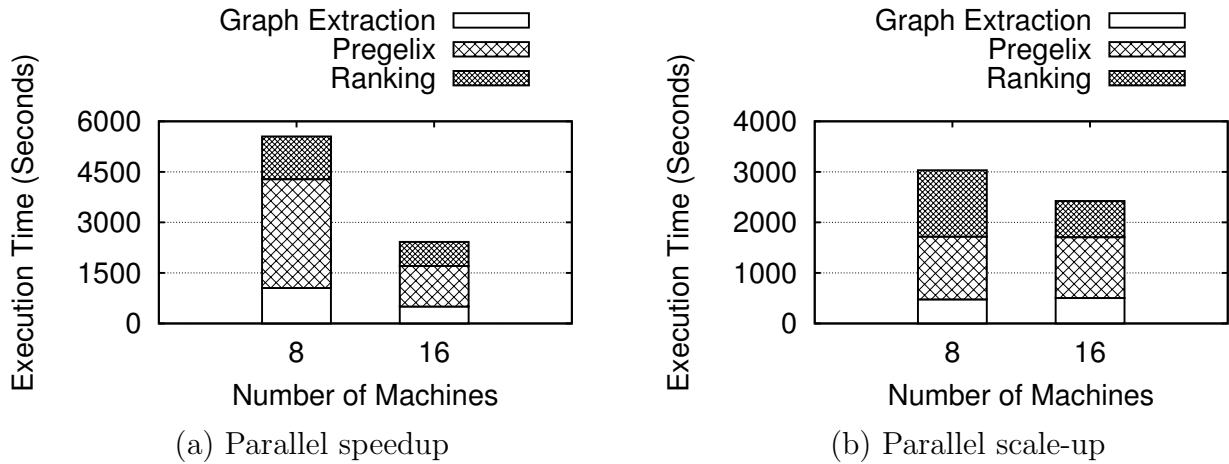 Graph Extraction
Pregelix
Ranking
Execution Time (Seconds)
6000
4500
3000
1500
0
8 16
Number of Machines
(a) Parallel speedup
Graph Extraction
Pregelix
Ranking
Execution Time (Seconds)
4000
3000
2000
1000
0
8 16
Number of Machines
(b) Parallel scale-up